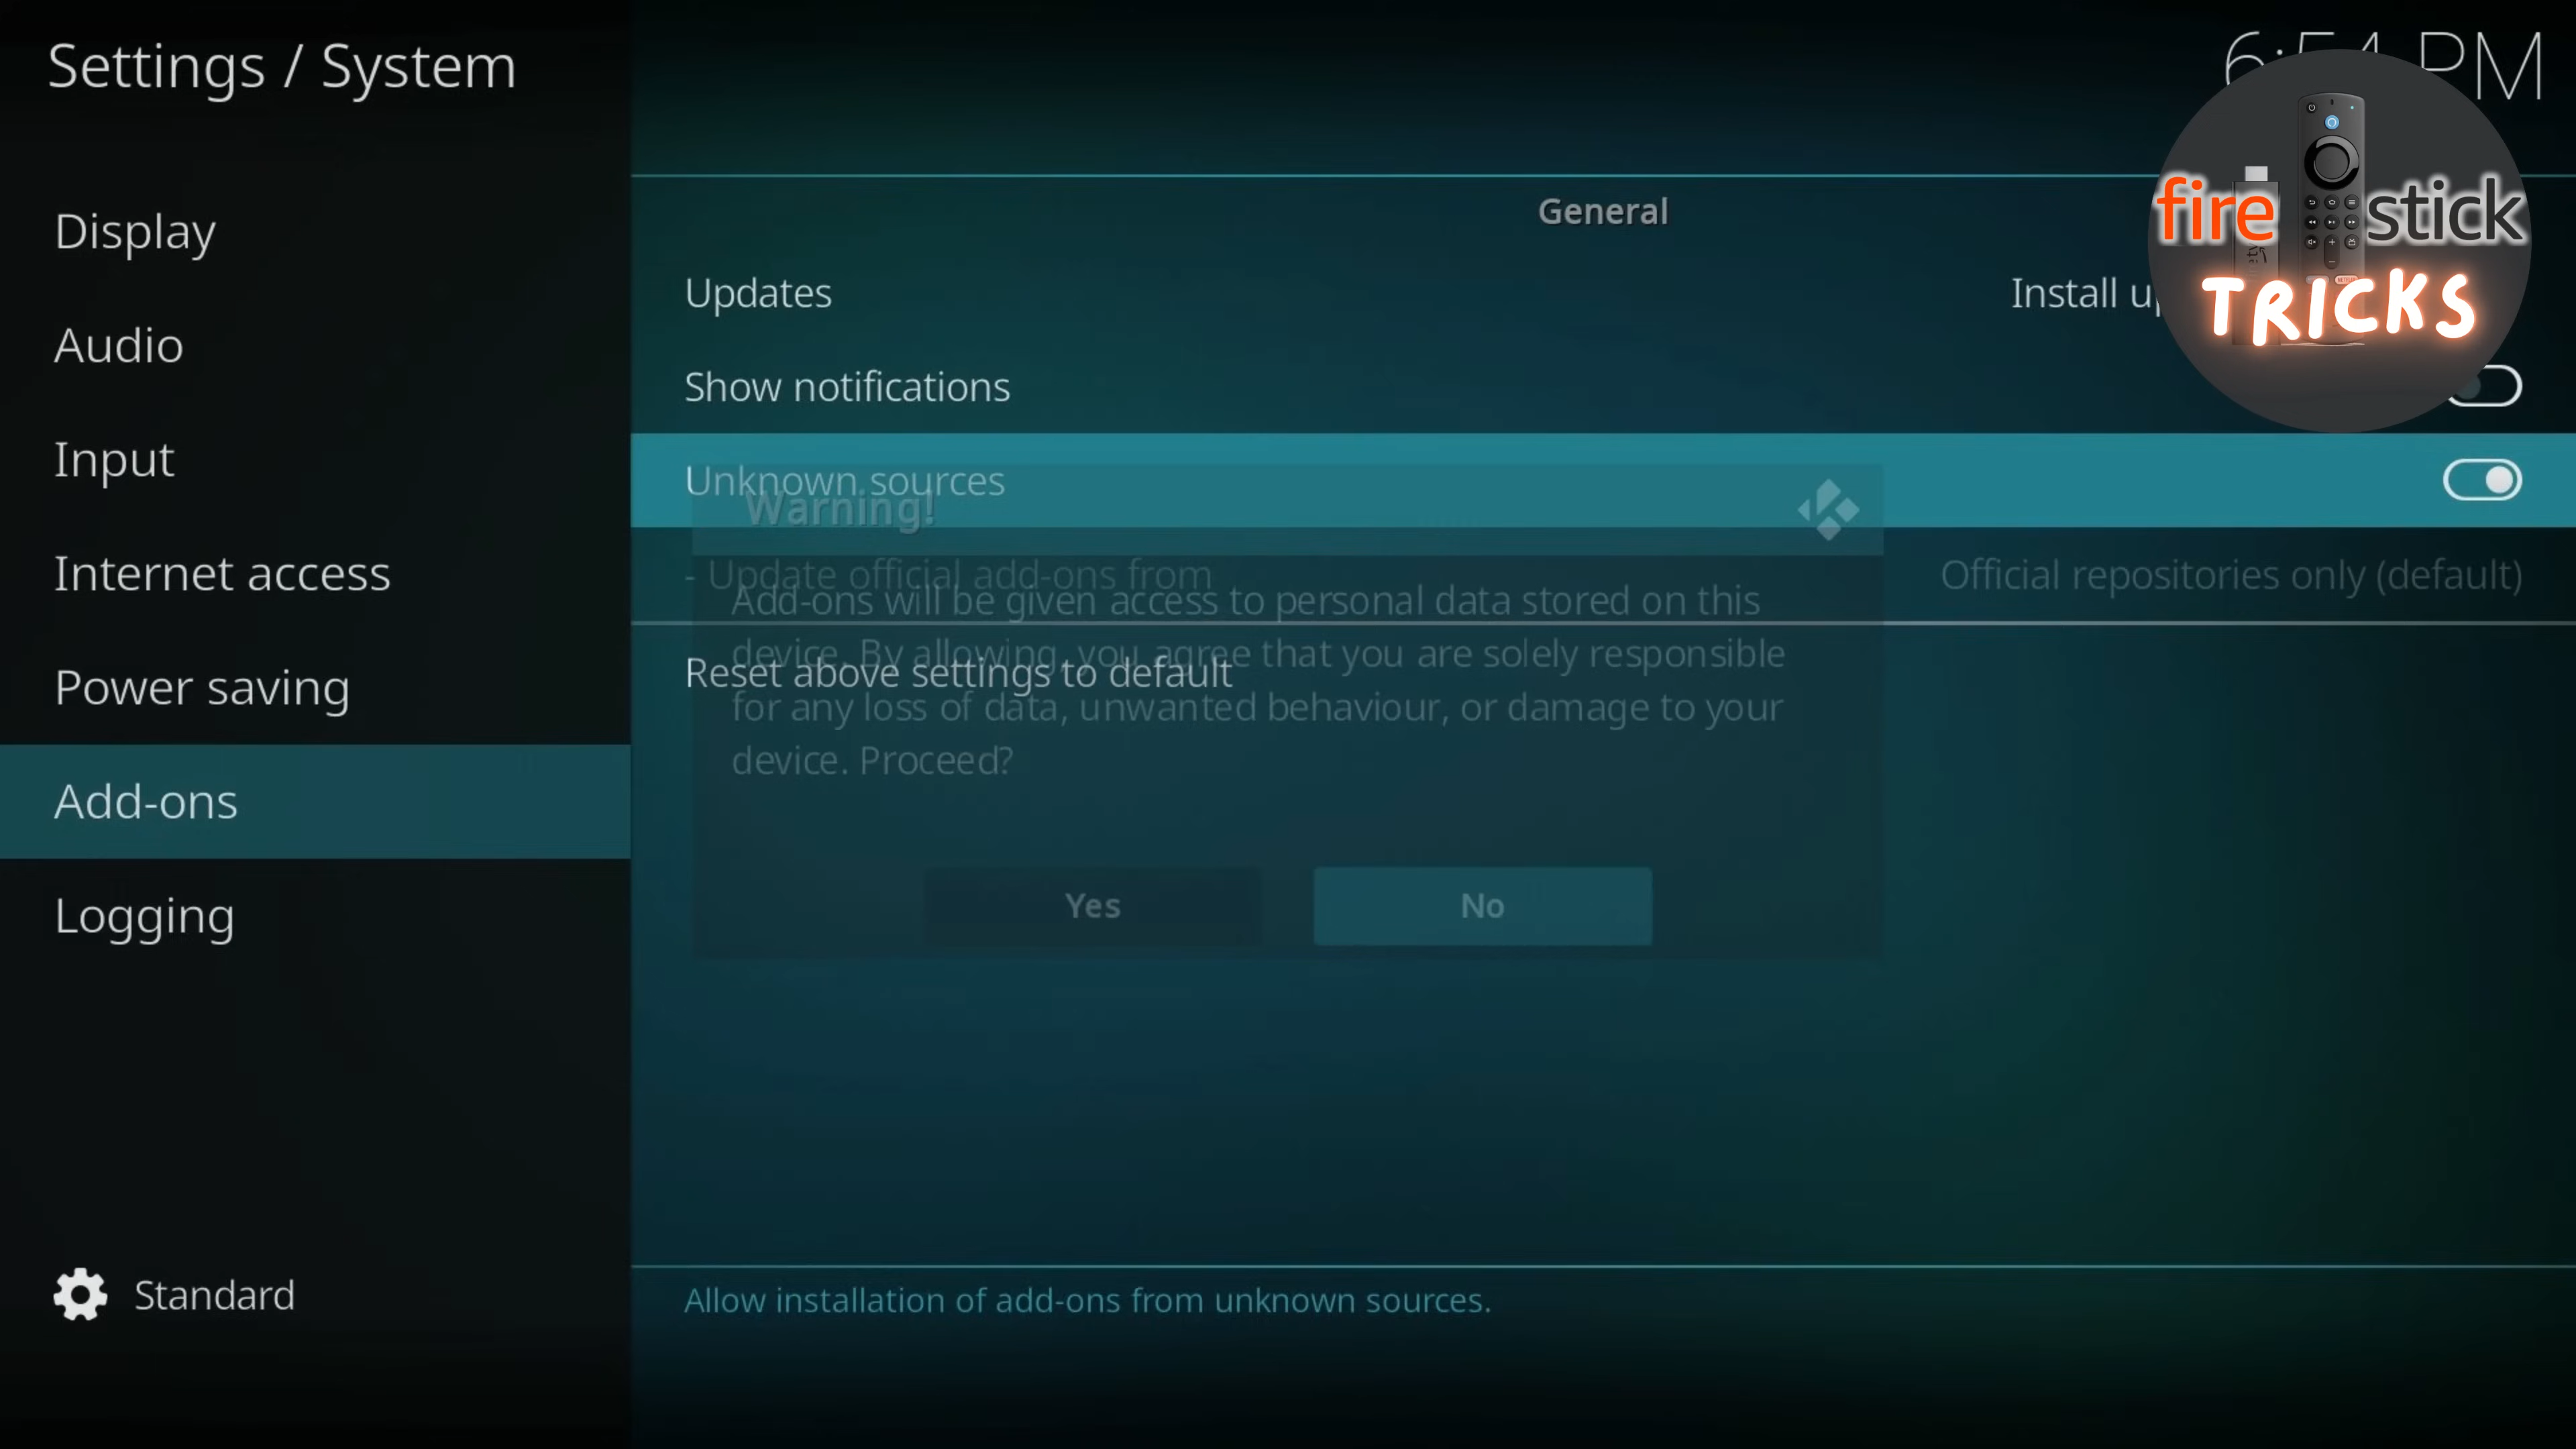 Settings / System
PM
Display
Audio
Input
Internet access
Power saving
Add-ons
Logging
Standard
General
Updates
Install
Show notifications
Unknown sources
- Update official add-ons from
Official repositories only (default)
Reset above settings to default
Warning!
Add-ons will be given access to personal data stored on this
device. By allowing, you agree that you are solely responsible
for any loss of data, unwanted behaviour, or damage to your
device. Proceed?
Yes
No
Allow installation of add-ons from unknown sources.
fire stick
TRICKS